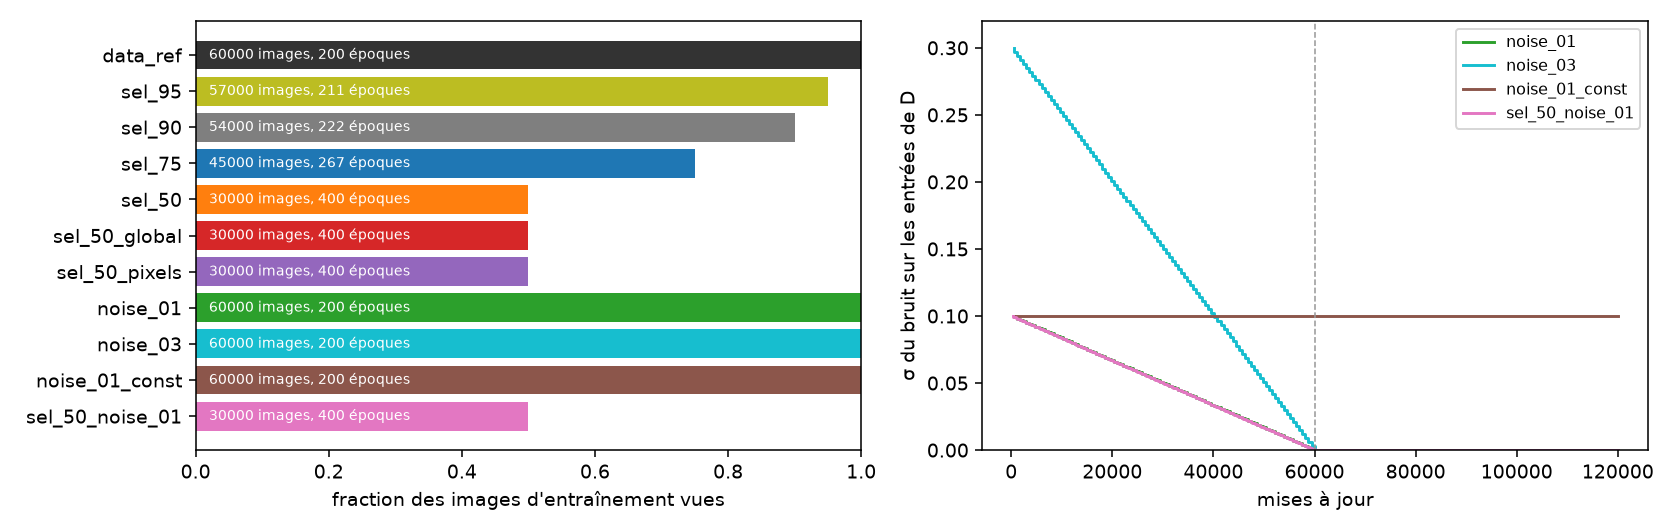 data_ref
60000 images, 200 époques
sel_95
57000 images, 211 époques
sel_90
54000 images, 222 époques
sel_75
45000 images, 267 époques
sel_50
30000 images, 400 époques
sel_50_global
30000 images, 400 époques
sel_50_pixels
30000 images, 400 époques
noise_01
60000 images, 200 époques
noise_03
60000 images, 200 époques
noise_01_const
60000 images, 200 époques
sel_50_noise_01
30000 images, 400 époques
0.0 0.2 0.4 0.6 0.8 1.0
fraction des images d'entraînement vues
σ du bruit sur les entrées de D
0.30
0.25
0.20
0.15
0.10
0.05
0.00
noise_01
noise_03
noise_01_const
sel_50_noise_01
0 20000 40000 60000 80000 100000 120000
mises à jour